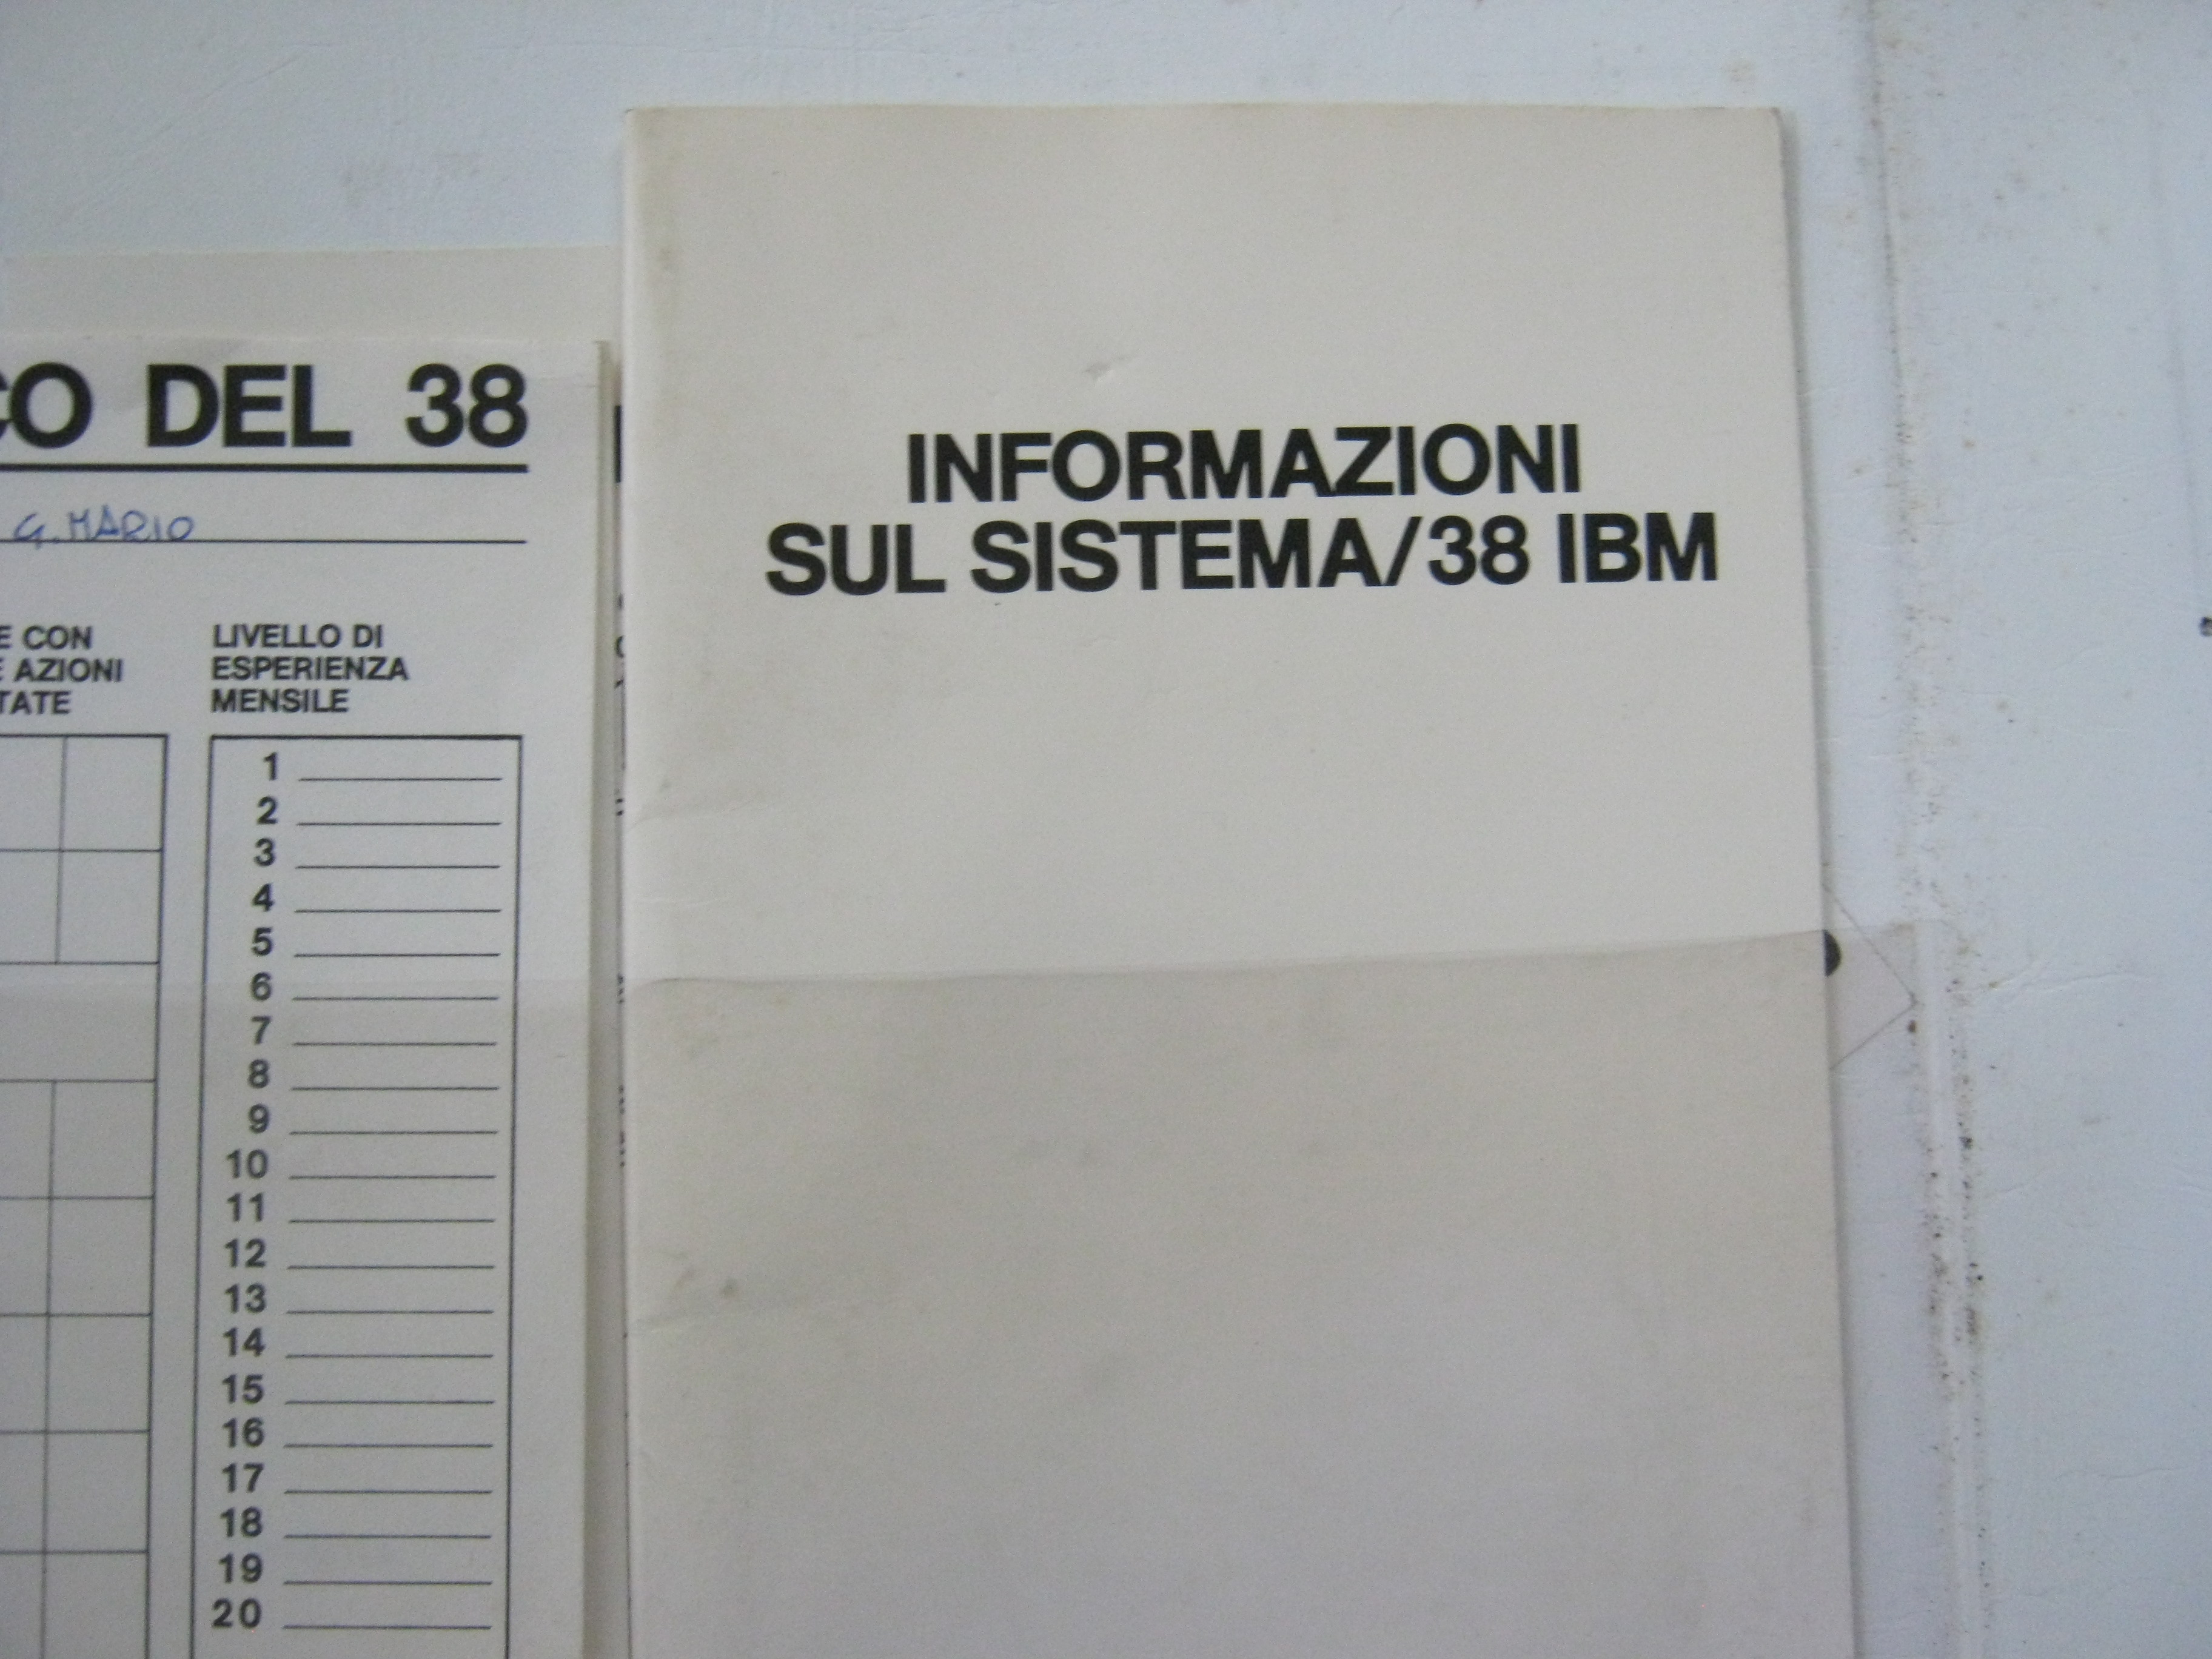 CO DEL 38
G. MARIO
E CON
E AZIONI
TATE
LIVELLO DI
ESPERIENZA
MENSILE
1
2
3
4
5
6
7
8
9
10
11
12
13
14
15
16
17
18
19
20
INFORMAZIONI
SUL SISTEMA/38 IBM